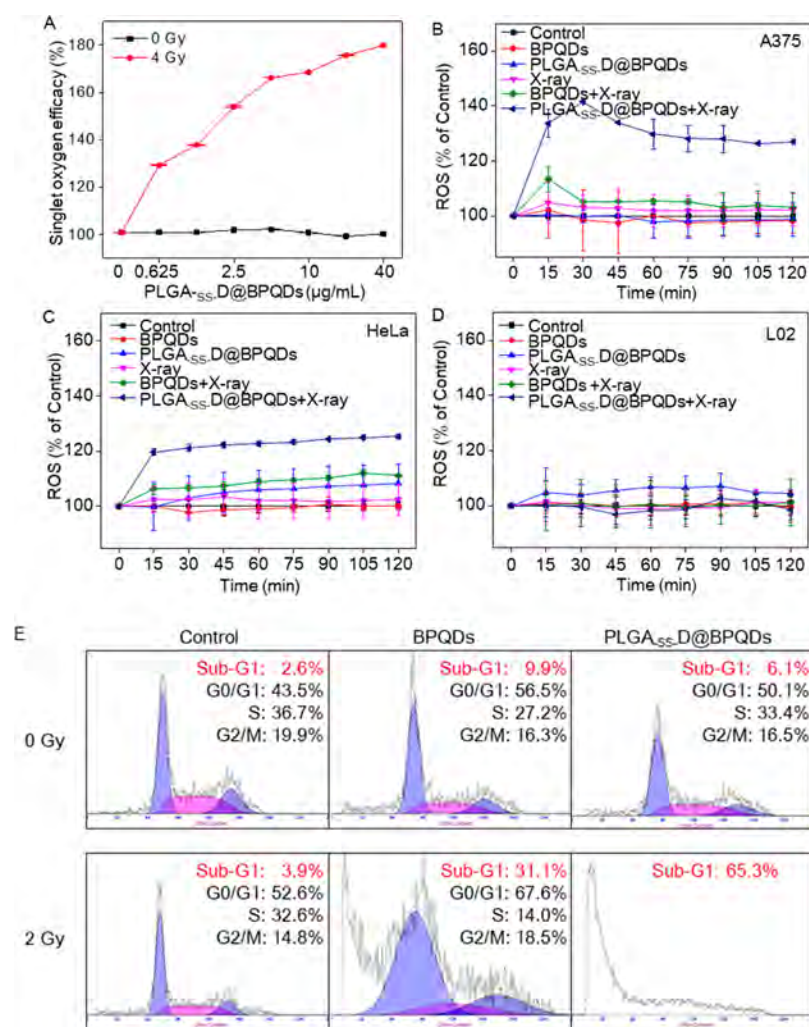 A
0 Gy
4 Gy
Singlet oxygen efficacy (%)
180
160
140
120
100
0 0.625 2.5 10 40
PLGA-SS-D@BPQDs (μg/mL)
B
Control
BPQDs
PLGA-SS-D@BPQDs
X-ray
BPQDs+X-ray
PLGA-SS-D@BPQDs+X-ray
A375
ROS (% of Control)
160
140
120
100
0 15 30 45 60 75 90 105 120
Time (min)
C
Control
BPQDs
PLGA-SS-D@BPQDs
X-ray
BPQDs+X-ray
PLGA-SS-D@BPQDs+X-ray
HeLa
ROS (% of Control)
160
140
120
100
0 15 30 45 60 75 90 105 120
Time (min)
D
Control
BPQDs
PLGA-SS-D@BPQDs
X-ray
BPQDs +X-ray
PLGA-SS-D@BPQDs+X-ray
L02
ROS (% of Control)
160
140
120
100
0 15 30 45 60 75 90 105 120
Time (min)
E
Control BPQDs PLGA-SS-D@BPQDs
0 Gy
Sub-G1: 2.6%
G0/G1: 43.5%
S: 36.7%
G2/M: 19.9%
Sub-G1: 9.9%
G0/G1: 56.5%
S: 27.2%
G2/M: 16.3%
Sub-G1: 6.1%
G0/G1: 50.1%
S: 33.4%
G2/M: 16.5%
2 Gy
Sub-G1: 3.9%
G0/G1: 52.6%
S: 32.6%
G2/M: 14.8%
Sub-G1: 31.1%
G0/G1: 67.6%
S: 14.0%
G2/M: 18.5%
Sub-G1: 65.3%